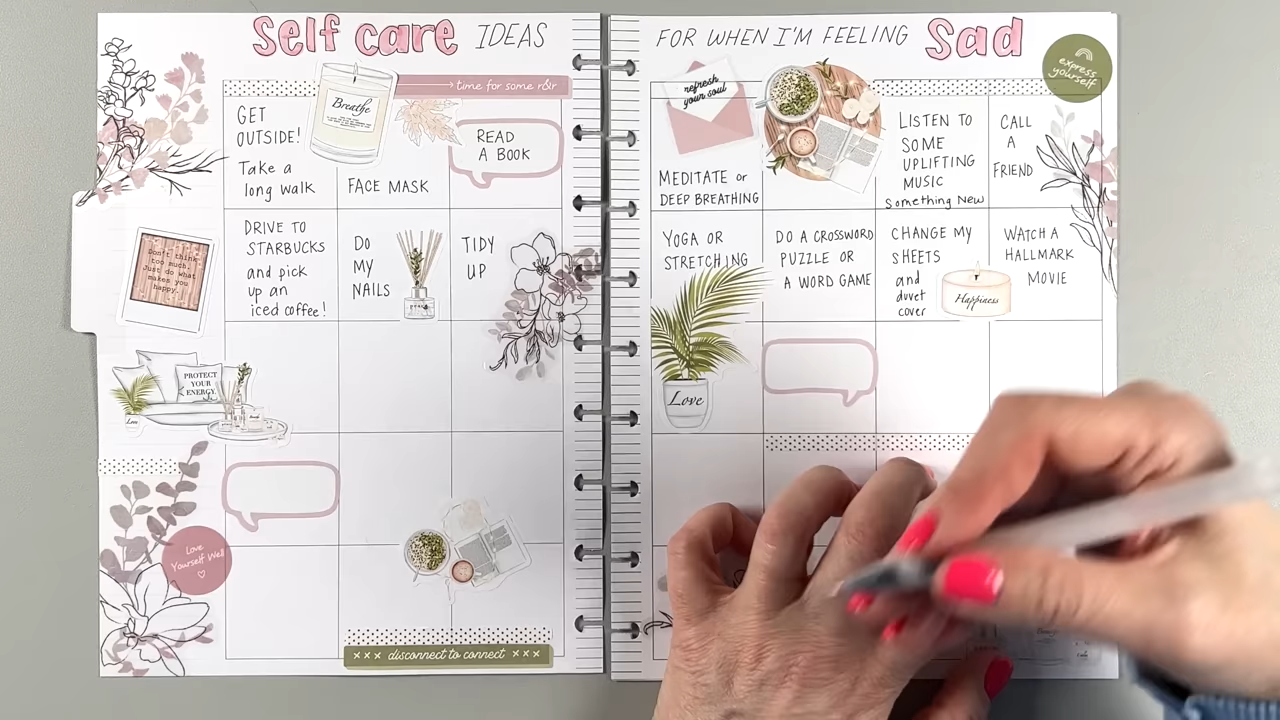 Self care IDEAS
FOR WHEN I'M FEELING Sad
express
yourself
time for some r&r
Breathe
refresh
your soul
GET
OUTSIDE!
Take a
long walk
FACE MASK
READ
A BOOK
MEDITATE or
DEEP BREATHING
LISTEN TO
SOME
UPLIFTING
MUSIC
Something New
CALL
A
FRIEND
Don't think
too much.
Just do what
makes you
happy.
DRIVE TO
STARBUCKS
and pick
up an
iced coffee!
DO
MY
NAILS
TIDY
UP
YOGA OR
STRETCHING
DO A CROSSWORD
PUZZLE OR
A WORD GAME
CHANGE MY
SHEETS
and
duvet
cover
Happiness
WATCH A
HALLMARK
MOVIE
PROTECT
YOUR
ENERGY
Love
Love
Love
Yourself Well
xxx disconnect to connect xxx